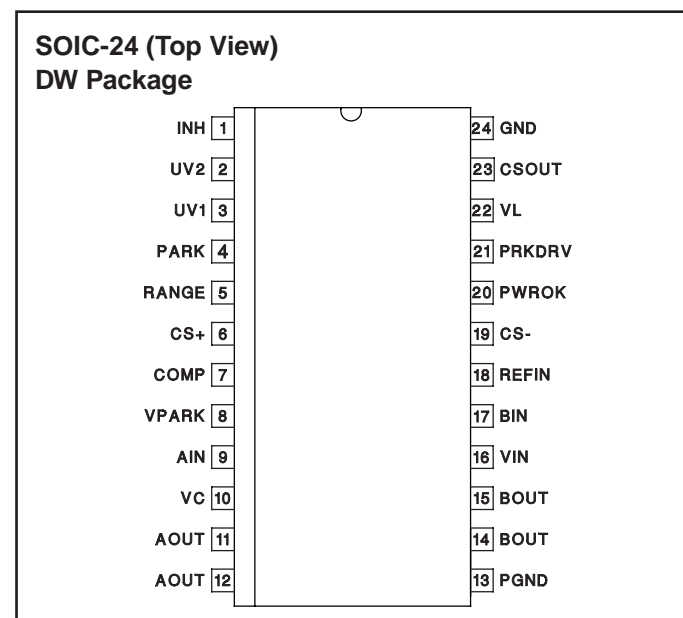 SOIC-24 (Top View)
DW Package
INH 1 24 GND
UV2 2 23 CSOUT
UV1 3 22 VL
PARK 4 21 PRKDRV
RANGE 5 20 PWROK
CS+ 6 19 CS-
COMP 7 18 REFIN
VPARK 8 17 BIN
AIN 9 16 VIN
VC 10 15 BOUT
AOUT 11 14 BOUT
AOUT 12 13 PGND